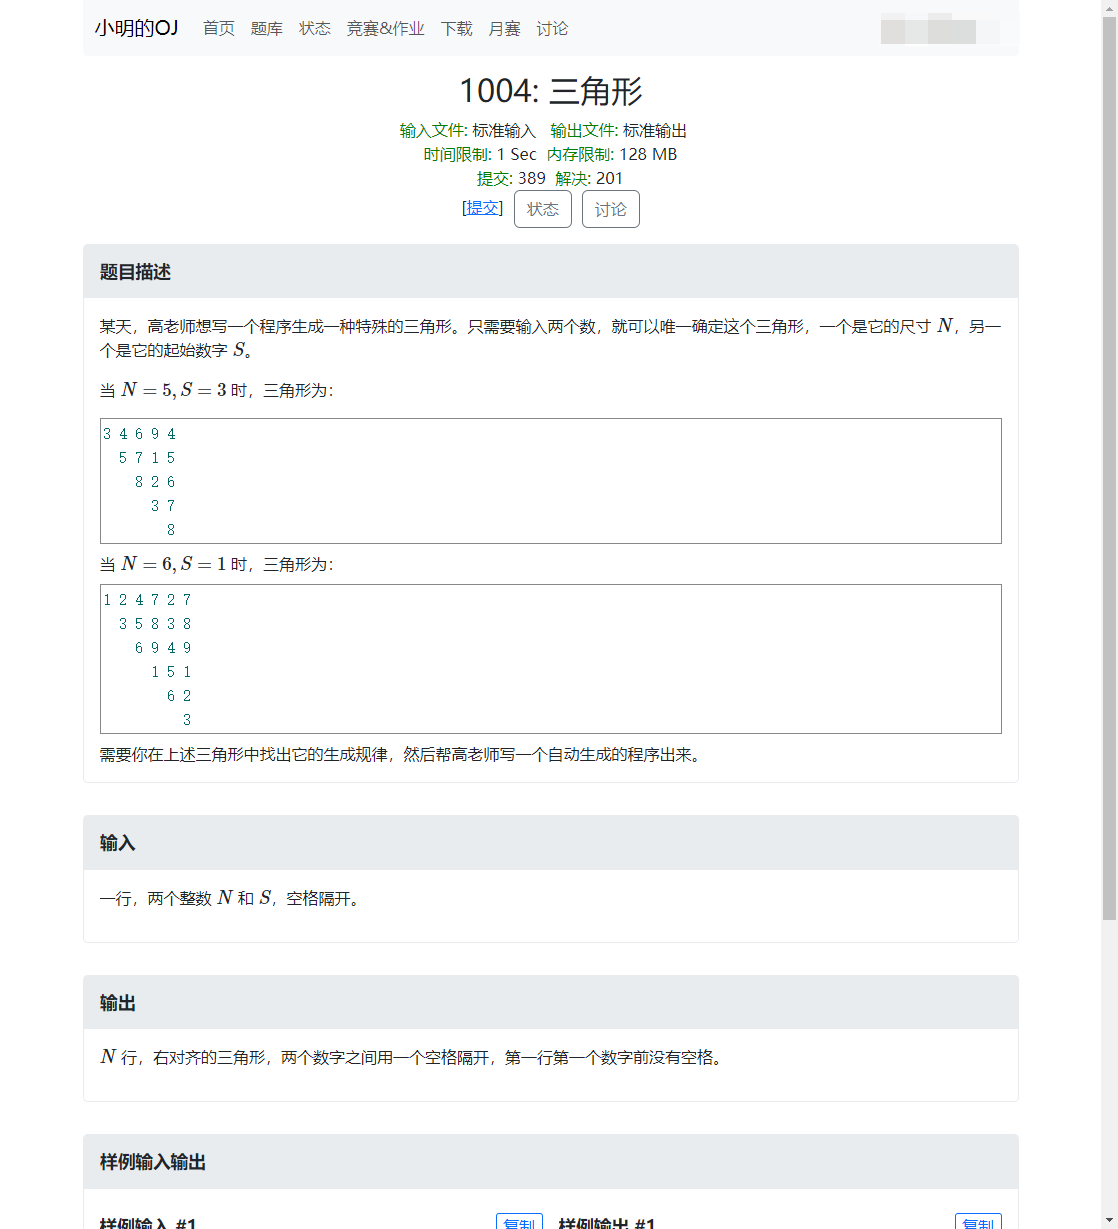 小明的OJ 首页 题库 状态 竞赛&作业 下载 月赛 讨论
1004: 三角形
输入文件: 标准输入 输出文件: 标准输出
时间限制: 1 Sec 内存限制: 128 MB
提交: 389 解决: 201
[提交] 状态 讨论
题目描述
某天，高老师想写一个程序生成一种特殊的三角形。只需要输入两个数，就可以唯一确定这个三角形，一个是它的尺寸 N，另一
个是它的起始数字 S。
当 N = 5, S = 3 时，三角形为：
3 4 6 9 4
5 7 1 5
8 2 6
3 7
8
当 N = 6, S = 1 时，三角形为：
1 2 4 7 2 7
3 5 8 3 8
6 9 4 9
1 5 1
6 2
3
需要你在上述三角形中找出它的生成规律，然后帮高老师写一个自动生成的程序出来。
输入
一行，两个整数 N 和 S，空格隔开。
输出
N 行，右对齐的三角形，两个数字之间用一个空格隔开，第一行第一个数字前没有空格。
样例输入输出
样例输入 #1 复制 样例输出 #1 复制